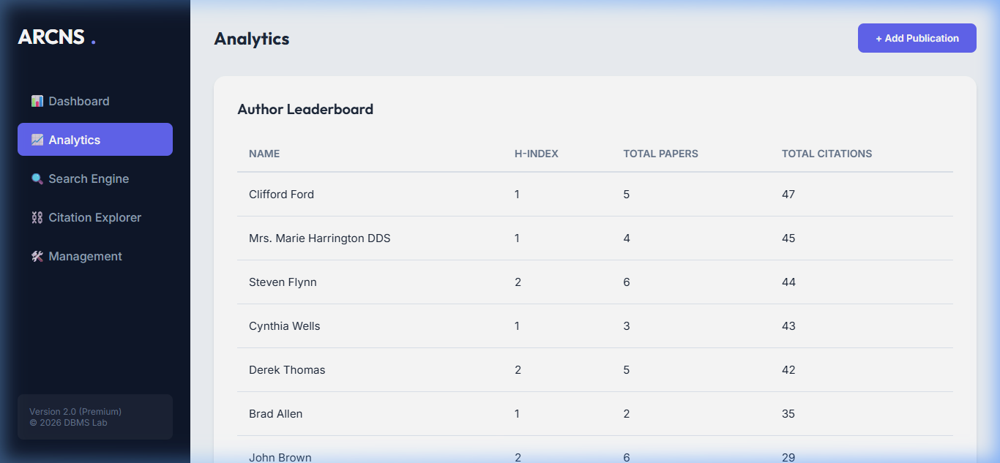 ARCNS .
Dashboard
Analytics
Search Engine
Citation Explorer
Management
Version 2.0 (Premium)
© 2026 DBMS Lab
Analytics
+ Add Publication
Author Leaderboard
NAME H-INDEX TOTAL PAPERS TOTAL CITATIONS
Clifford Ford 1 5 47
Mrs. Marie Harrington DDS 1 4 45
Steven Flynn 2 6 44
Cynthia Wells 1 3 43
Derek Thomas 2 5 42
Brad Allen 1 2 35
John Brown 2 6 29